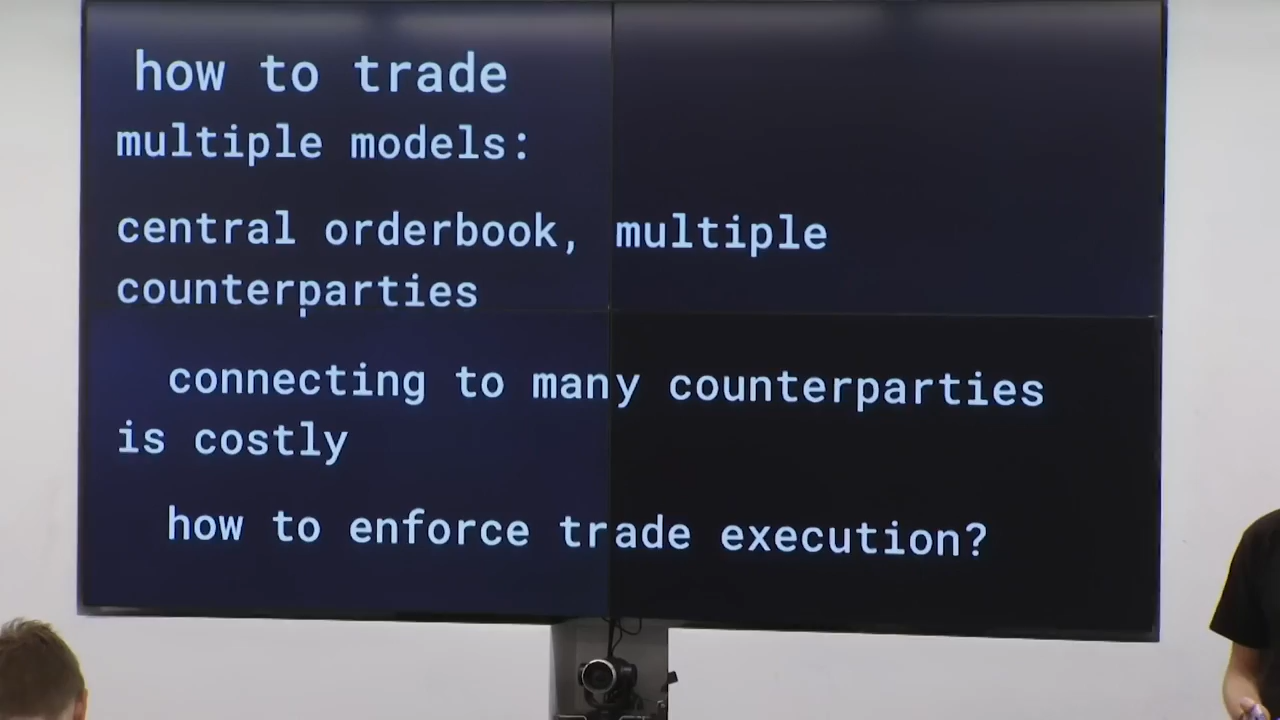 how to trade
multiple models:
central orderbook, multiple
counterparties
connecting to many counterparties
is costly
how to enforce trade execution?